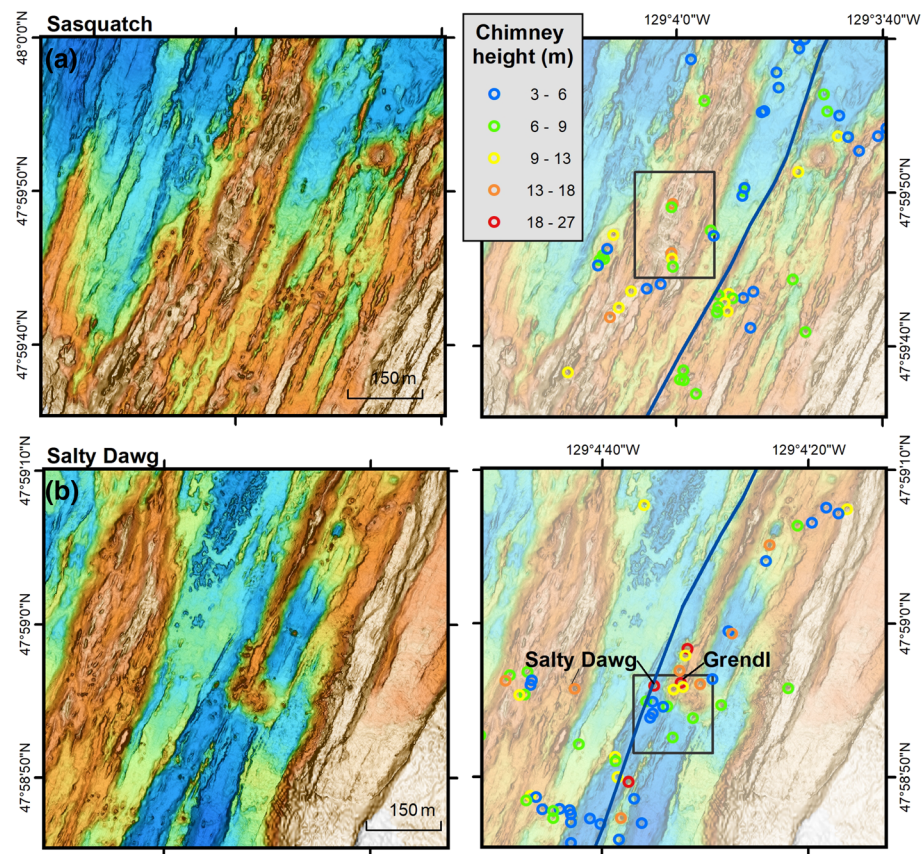 Sasquatch
(a)
48°0'0"N
47°59'50"N
47°59'40"N
150 m
Chimney
height (m)
3 - 6
6 - 9
9 - 13
13 - 18
18 - 27
129°4'0"W
129°3'40"W
47°59'50"N
47°59'40"N
Salty Dawg
(b)
47°59'10"N
47°59'0"N
47°58'50"N
150 m
129°4'40"W
129°4'20"W
47°59'10"N
47°59'0"N
47°58'50"N
Salty Dawg
Grendl